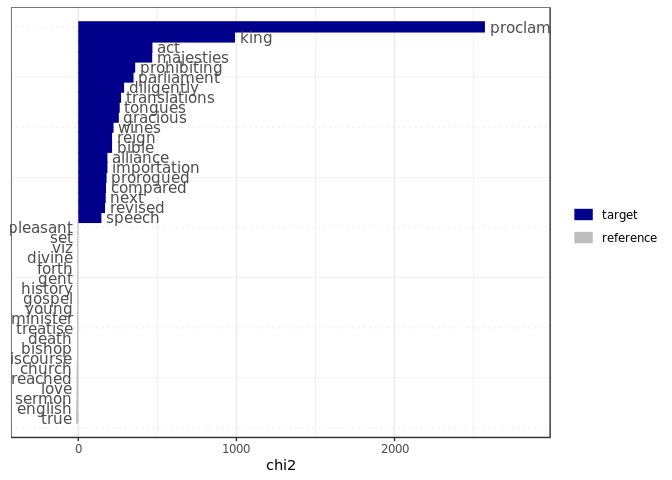 proclam
king
act
majesties
prohibiting
parliament
diligently
translations
tongues
gracious
wines
reign
bible
alliance
importation
prorogued
compared
next
revised
speech
pleasant
set
viz
divine
forth
gent
history
gospel
young
minister
treatise
death
bishop
iscourse
church
reached
love
sermon
english
true
0 1000 2000
chi2
target
reference